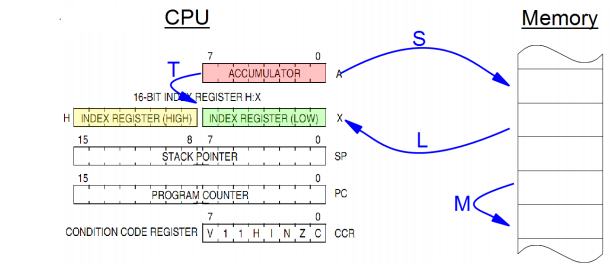 CPU
Memory
S
7 0
T
ACCUMULATOR
A
16-BIT INDEX REGISTER H:X
H INDEX REGISTER (HIGH) INDEX REGISTER (LOW) X
L
15 8 7 0
STACK POINTER SP
15 0
PROGRAM COUNTER PC
M
7 0
CONDITION CODE REGISTER V 1 1 H I N Z C CCR